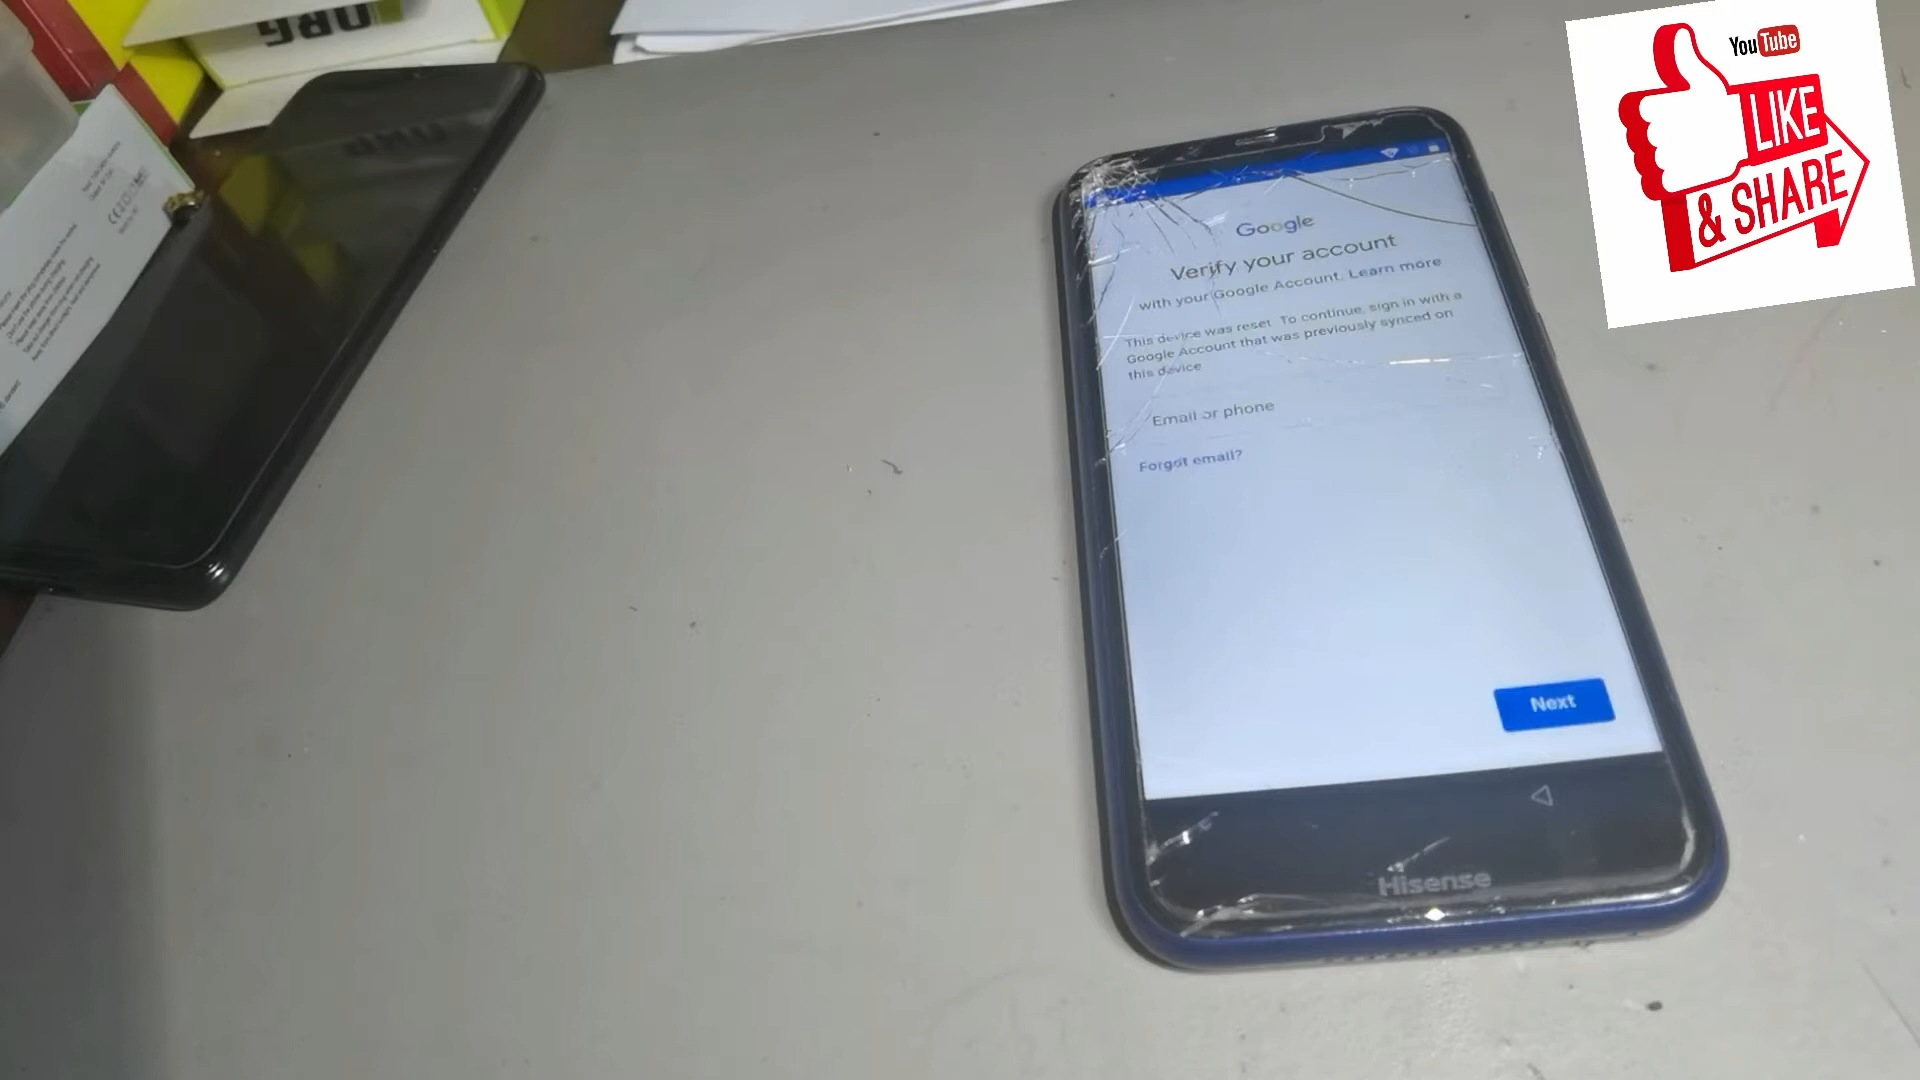 ORG
YouTube
LIKE
& SHARE
Google
Verify your account
with your Google Account. Learn more
This device was reset. To continue, sign in with a
Google Account that was previously synced on
this device
Email or phone
Forgot email?
Next
Hisense